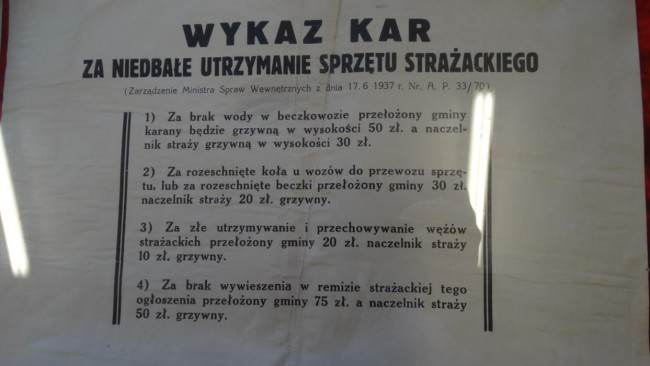 WYKAZ KAR
ZA NIEDBAŁE UTRZYMANIE SPRZĘTU STRAŻACKIEGO
(Zarządzenie Ministra Spraw Wewnętrznych z dnia 17.6 1937 r. Nr. A. P. 33/70)
1) Za brak wody w beczkowozie przełożony gminy
karany będzie grzywną w wysokości 50 zł. a naczel-
nik straży grzywną w wysokości 30 zł.
2) Za rozeschnięte koła u wozów do przewozu sprzę-
tu, lub za rozeschnięte beczki przełożony gminy 30 zł.
naczelnik straży 20 zł. grzywny.
3) Za złe utrzymywanie i przechowywanie wężów
strażackich przełożony gminy 20 zł. naczelnik straży
10 zł. grzywny.
4) Za brak wywieszenia w remizie strażackiej tego
ogłoszenia przełożony gminy 75 zł. a naczelnik straży
50 zł. grzywny.